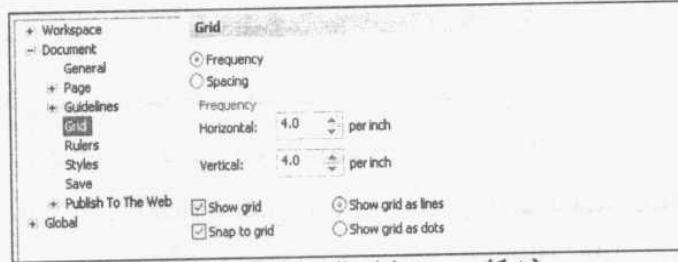 Workspace
Document
General
Page
Guidelines
Grid
Rulers
Styles
Save
Publish To The Web
Global
Grid
Frequency
Spacing
Frequency
Horizontal: 4.0 per inch
Vertical: 4.0 per inch
Show grid Show grid as lines
Snap to grid Show grid as dots